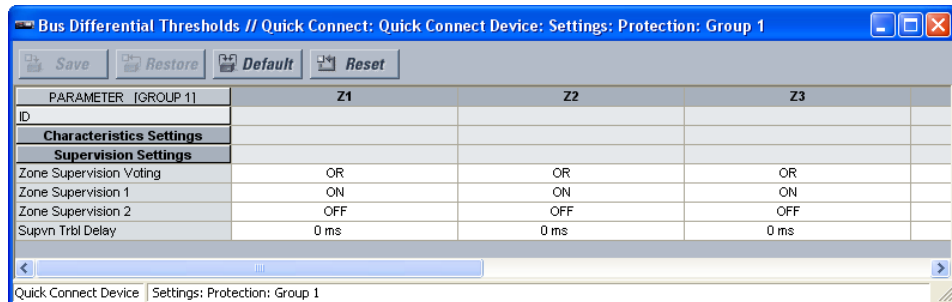 Bus Differential Thresholds // Quick Connect: Quick Connect Device: Settings: Protection: Group 1
Save Restore Default Reset
PARAMETER [GROUP 1] Z1 Z2 Z3
ID
Characteristics Settings
Supervision Settings
Zone Supervision Voting OR OR OR
Zone Supervision 1 ON ON ON
Zone Supervision 2 OFF OFF OFF
Supvn Trbl Delay 0 ms 0 ms 0 ms
Quick Connect Device Settings: Protection: Group 1